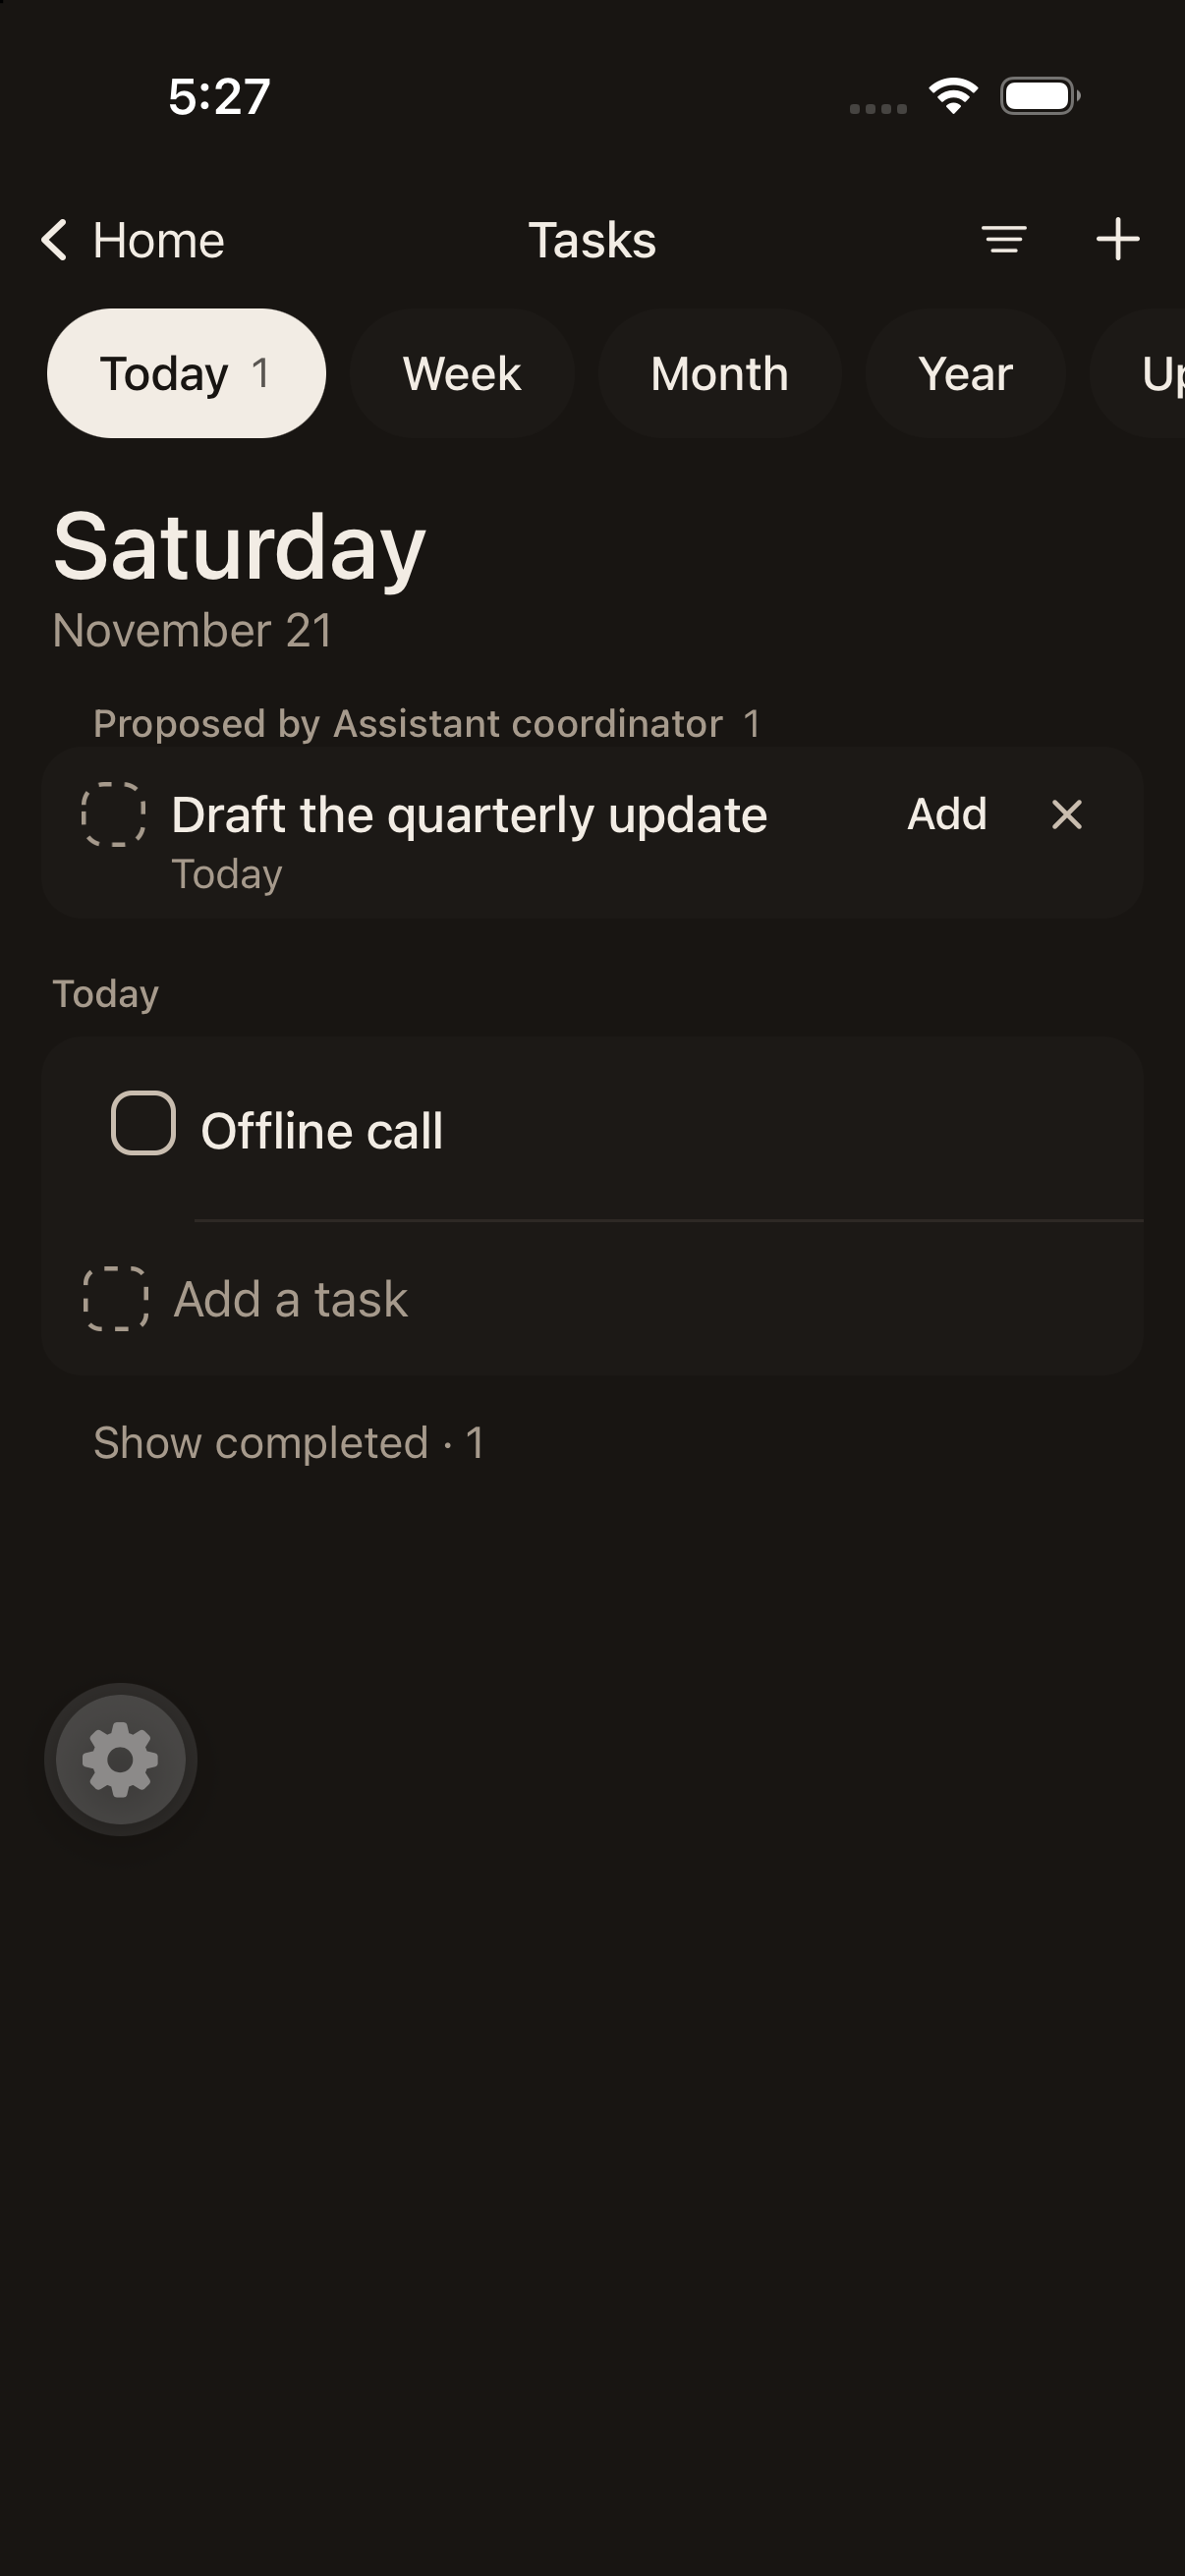 5:27
Home Tasks
Today 1 Week Month Year Up
Saturday
November 21
Proposed by Assistant coordinator 1
Draft the quarterly update Add
Today
Today
Offline call
Add a task
Show completed · 1